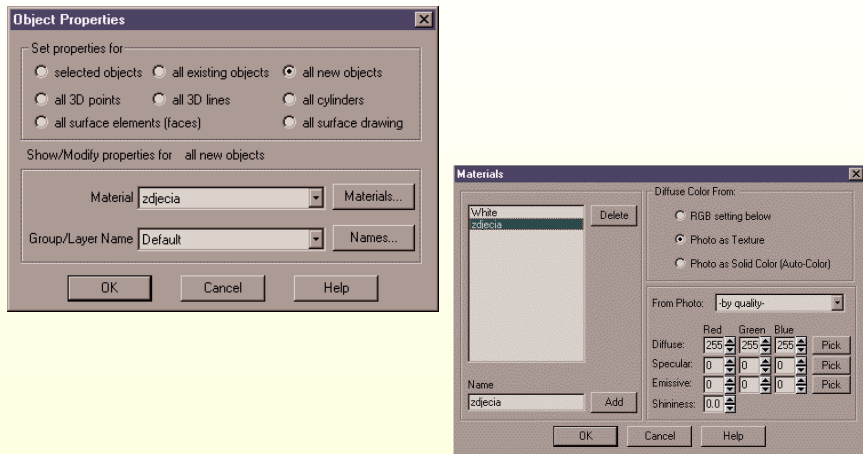 Object Properties
Set properties for
selected objects all existing objects all new objects
all 3D points all 3D lines all cylinders
all surface elements (faces) all surface drawing
Show/Modify properties for all new objects
Material zdjecia Materials...
Group/Layer Name Default Names...
OK Cancel Help
Materials
White
zdjecia
Delete
Name
zdjecia Add
Diffuse Color From:
RGB setting below
Photo as Texture
Photo as Solid Color (Auto-Color)
From Photo: -by quality-
Red Green Blue
Diffuse: 255 255 255 Pick
Specular: 0 0 0 Pick
Emissive: 0 0 0 Pick
Shininess: 0.0
OK Cancel Help